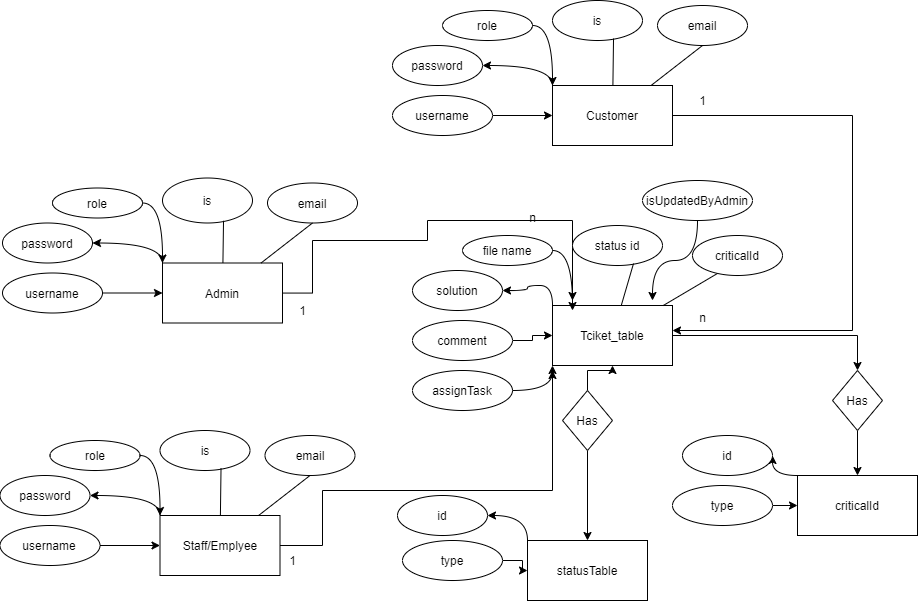 role
is
email
password
username
Customer
1
role
is
email
password
username
Admin
1
n
isUpdatedByAdmin
file name
status id
criticalId
solution
comment
assignTask
Tciket_table
n
Has
Has
role
is
email
password
username
Staff/Emplyee
1
id
type
statusTable
id
type
criticalId